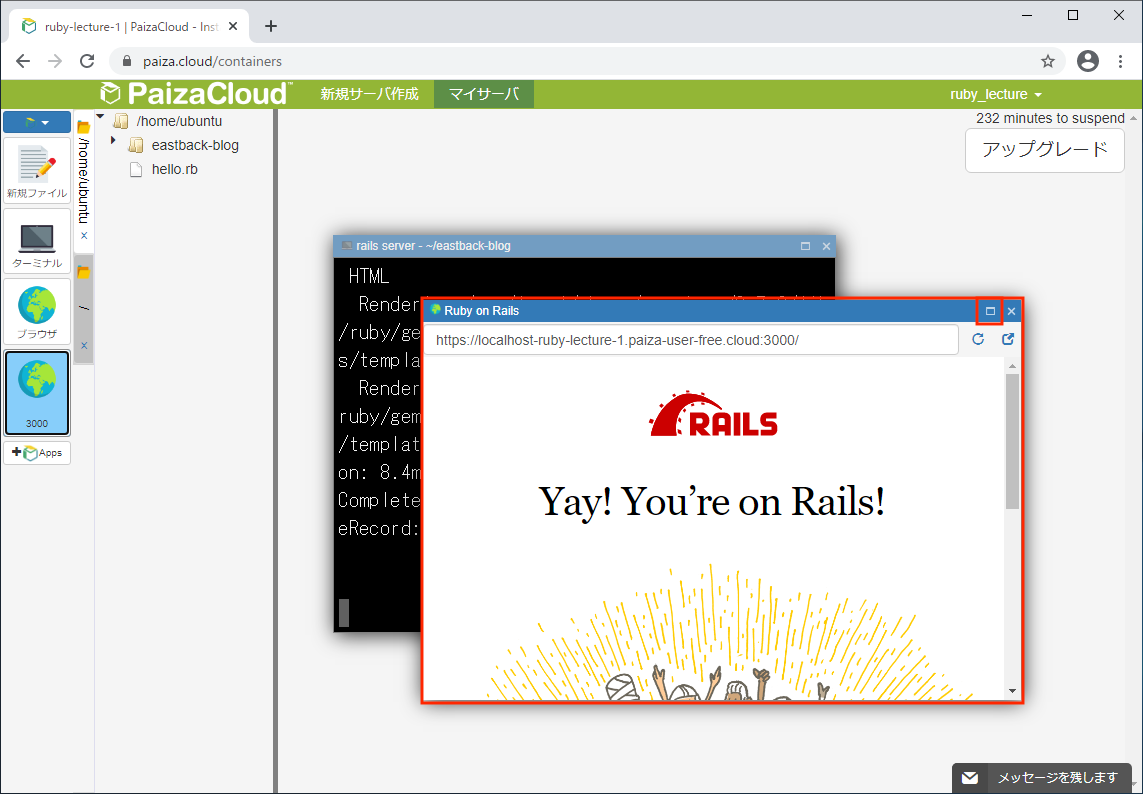 ruby-lecture-1 | PaizaCloud - Inst
paiza.cloud/containers
PaizaCloud
新規サーバ作成
マイサーバ
ruby_lecture
232 minutes to suspend
アップグレード
新規ファイル
ターミナル
ブラウザ
3000
Apps
/home/ubuntu
x
/
x
/home/ubuntu
eastback-blog
hello.rb
rails server - ~/eastback-blog
HTML
Render
/ruby/gem
s/templa
Render
ruby/gem
/templat
on: 8.4m
Complete
eRecord:
Ruby on Rails
https://localhost-ruby-lecture-1.paiza-user-free.cloud:3000/
RAILS
Yay! You’re on Rails!
メッセージを残します